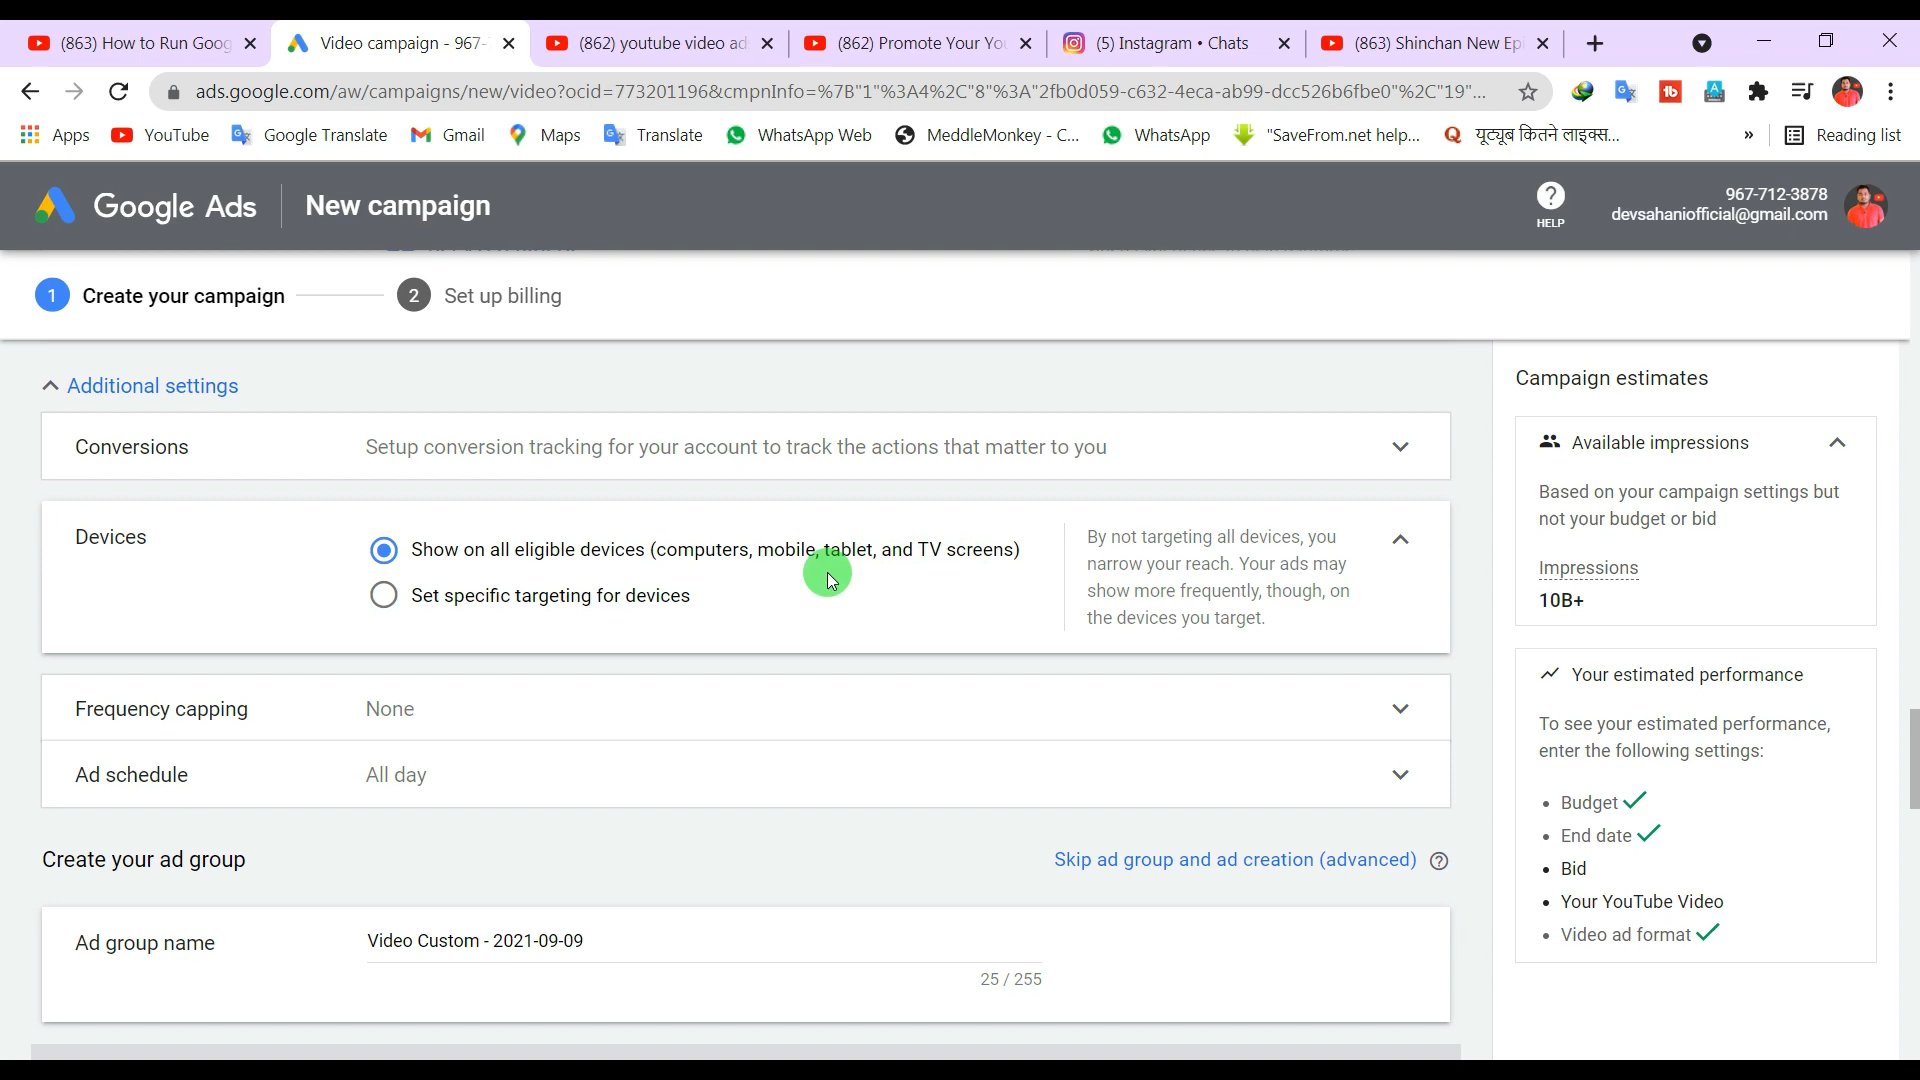 (863) How to Run Goog
Video campaign - 967-
(862) youtube video ad
(862) Promote Your Yo
(5) Instagram • Chats
(863) Shinchan New Ep
ads.google.com/aw/campaigns/new/video?ocid=773201196&cmpnInfo=%7B"1"%3A4%2C"8"%3A"2fb0d059-c632-4eca-ab99-dcc526b6fbe0"%2C"19"...
Apps YouTube Google Translate Gmail Maps Translate WhatsApp Web MeddleMonkey - C... WhatsApp "SaveFrom.net help... यूट्यूब कितने लाइक्स... » Reading list
Google Ads New campaign
HELP
967-712-3878
devsahaniofficial@gmail.com
1 Create your campaign 2 Set up billing
Additional settings
Conversions Setup conversion tracking for your account to track the actions that matter to you
Devices
Show on all eligible devices (computers, mobile, tablet, and TV screens)
Set specific targeting for devices
By not targeting all devices, you
narrow your reach. Your ads may
show more frequently, though, on
the devices you target.
Frequency capping None
Ad schedule All day
Create your ad group Skip ad group and ad creation (advanced)
Ad group name Video Custom - 2021-09-09
25 / 255
Campaign estimates
Available impressions
Based on your campaign settings but
not your budget or bid
Impressions
10B+
Your estimated performance
To see your estimated performance,
enter the following settings:
• Budget
• End date
• Bid
• Your YouTube Video
• Video ad format